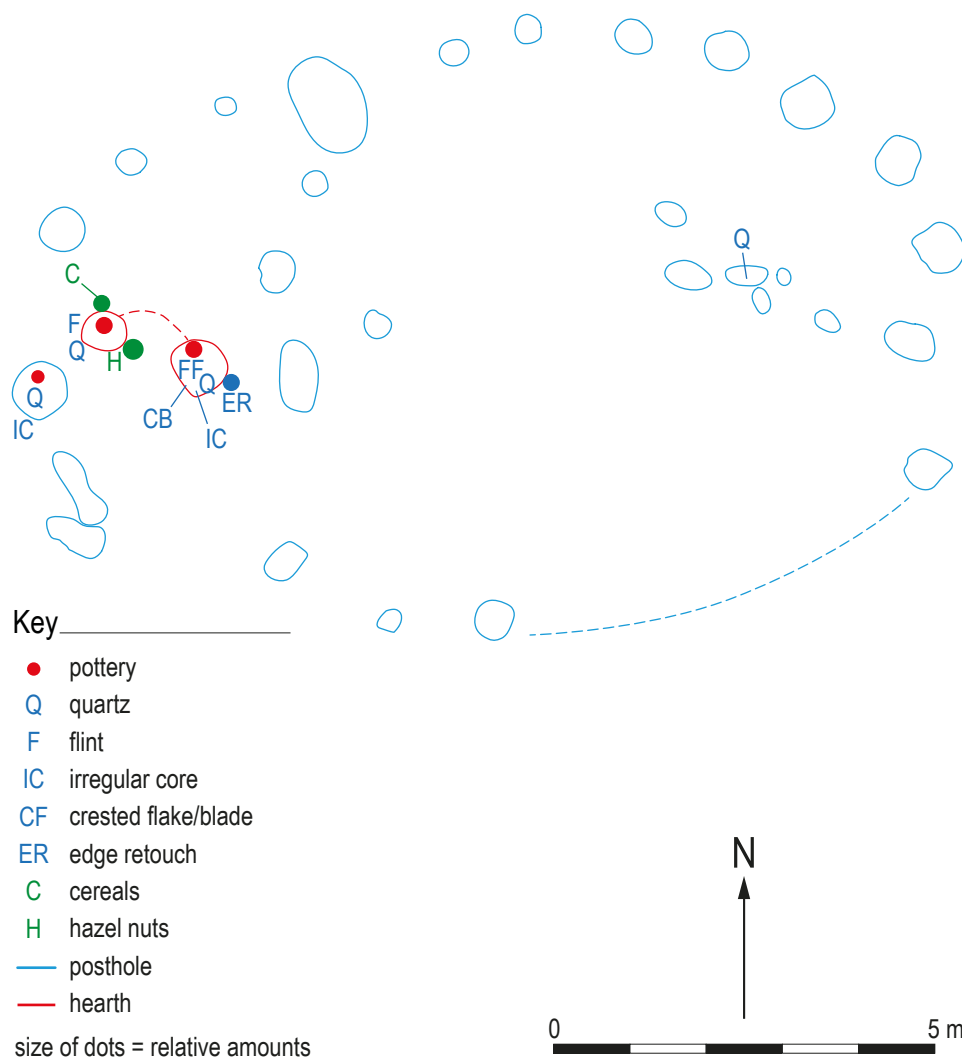 Q
C
F
Q
H
FF
Q
Q
ER
CB
IC
IC
Key
pottery
Q quartz
F flint
IC irregular core
CF crested flake/blade
ER edge retouch
C cereals
H hazel nuts
posthole
hearth
size of dots = relative amounts
N
0 5 m